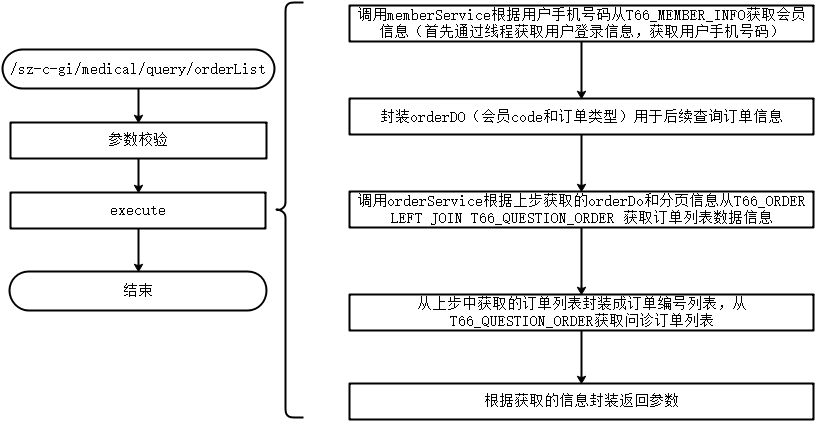 /sz-c-gi/medical/query/orderList
参数校验
execute
结束
调用memberService根据用户手机号码从T66_MEMBER_INFO获取会员
信息（首先通过线程获取用户登录信息，获取用户手机号码）
封装orderDO（会员code和订单类型）用于后续查询订单信息
调用orderService根据上步获取的orderDo和分页信息从T66_ORDER
LEFT JOIN T66_QUESTION_ORDER 获取订单列表数据信息
从上步中获取的订单列表封装成订单编号列表，从
T66_QUESTION_ORDER获取问诊订单列表
根据获取的信息封装返回参数